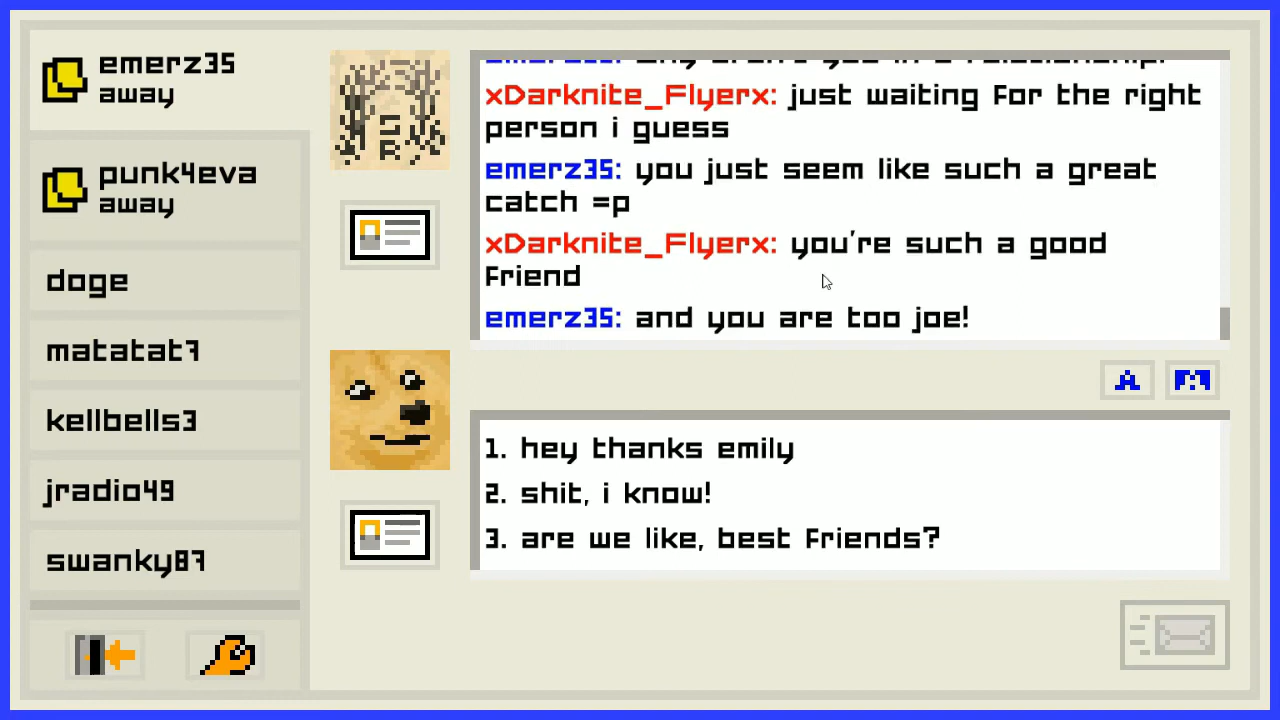 emerz35
away
punk4eva
away
doge
matatat7
kellbells3
jradio49
swanky87
xDarknite_Flyerx: just waiting for the right
person i guess
emerz35: you just seem like such a great
catch =p
xDarknite_Flyerx: you're such a good
friend
emerz35: and you are too joe!
A
1. hey thanks emily
2. shit, i know!
3. are we like, best friends?